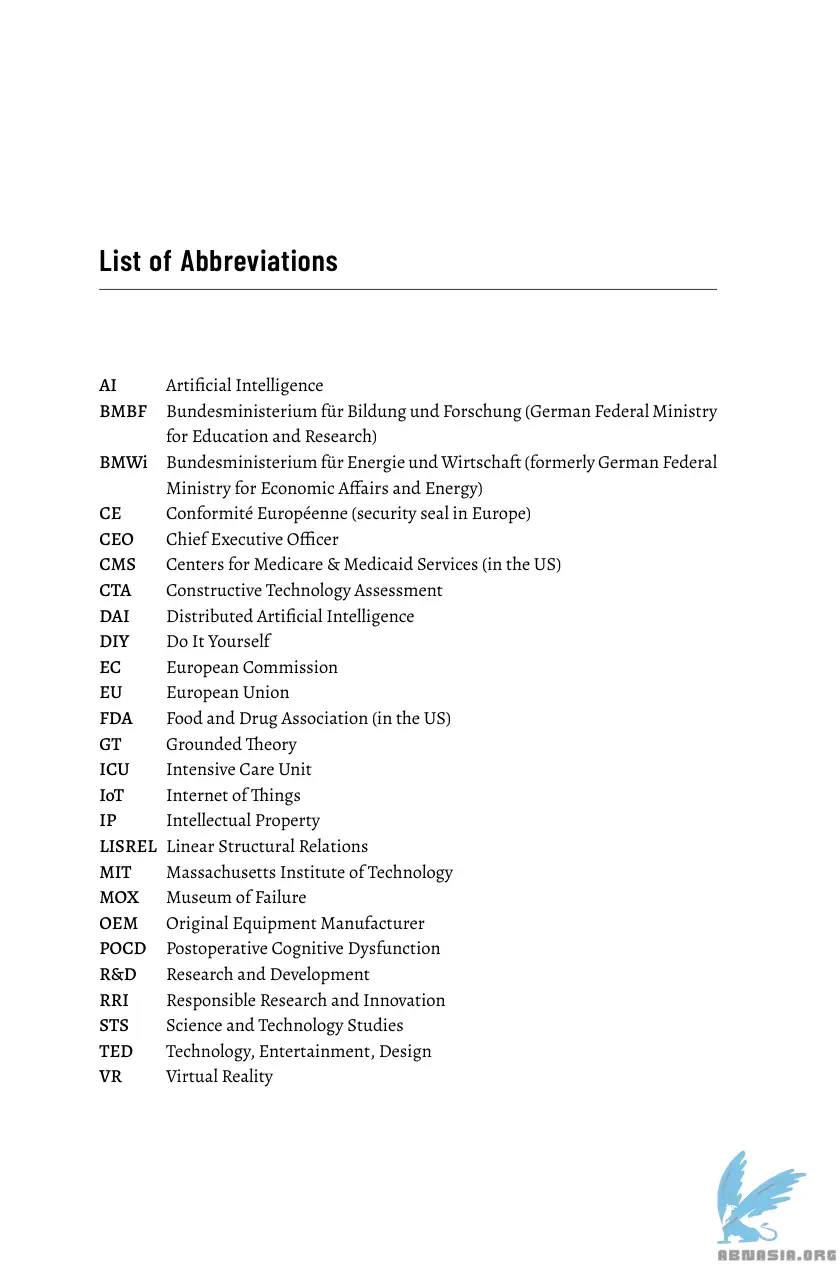 List of Abbreviations
AI Artificial Intelligence
BMBF Bundesministerium für Bildung und Forschung (German Federal Ministry
for Education and Research)
BMWi Bundesministerium für Energie und Wirtschaft (formerly German Federal
Ministry for Economic Affairs and Energy)
CE Conformité Européenne (security seal in Europe)
CEO Chief Executive Officer
CMS Centers for Medicare & Medicaid Services (in the US)
CTA Constructive Technology Assessment
DAI Distributed Artificial Intelligence
DIY Do It Yourself
EC European Commission
EU European Union
FDA Food and Drug Association (in the US)
GT Grounded Theory
ICU Intensive Care Unit
IoT Internet of Things
IP Intellectual Property
LISREL Linear Structural Relations
MIT Massachusetts Institute of Technology
MOX Museum of Failure
OEM Original Equipment Manufacturer
POCD Postoperative Cognitive Dysfunction
R&D Research and Development
RRI Responsible Research and Innovation
STS Science and Technology Studies
TED Technology, Entertainment, Design
VR Virtual Reality
ABNASIA.ORG